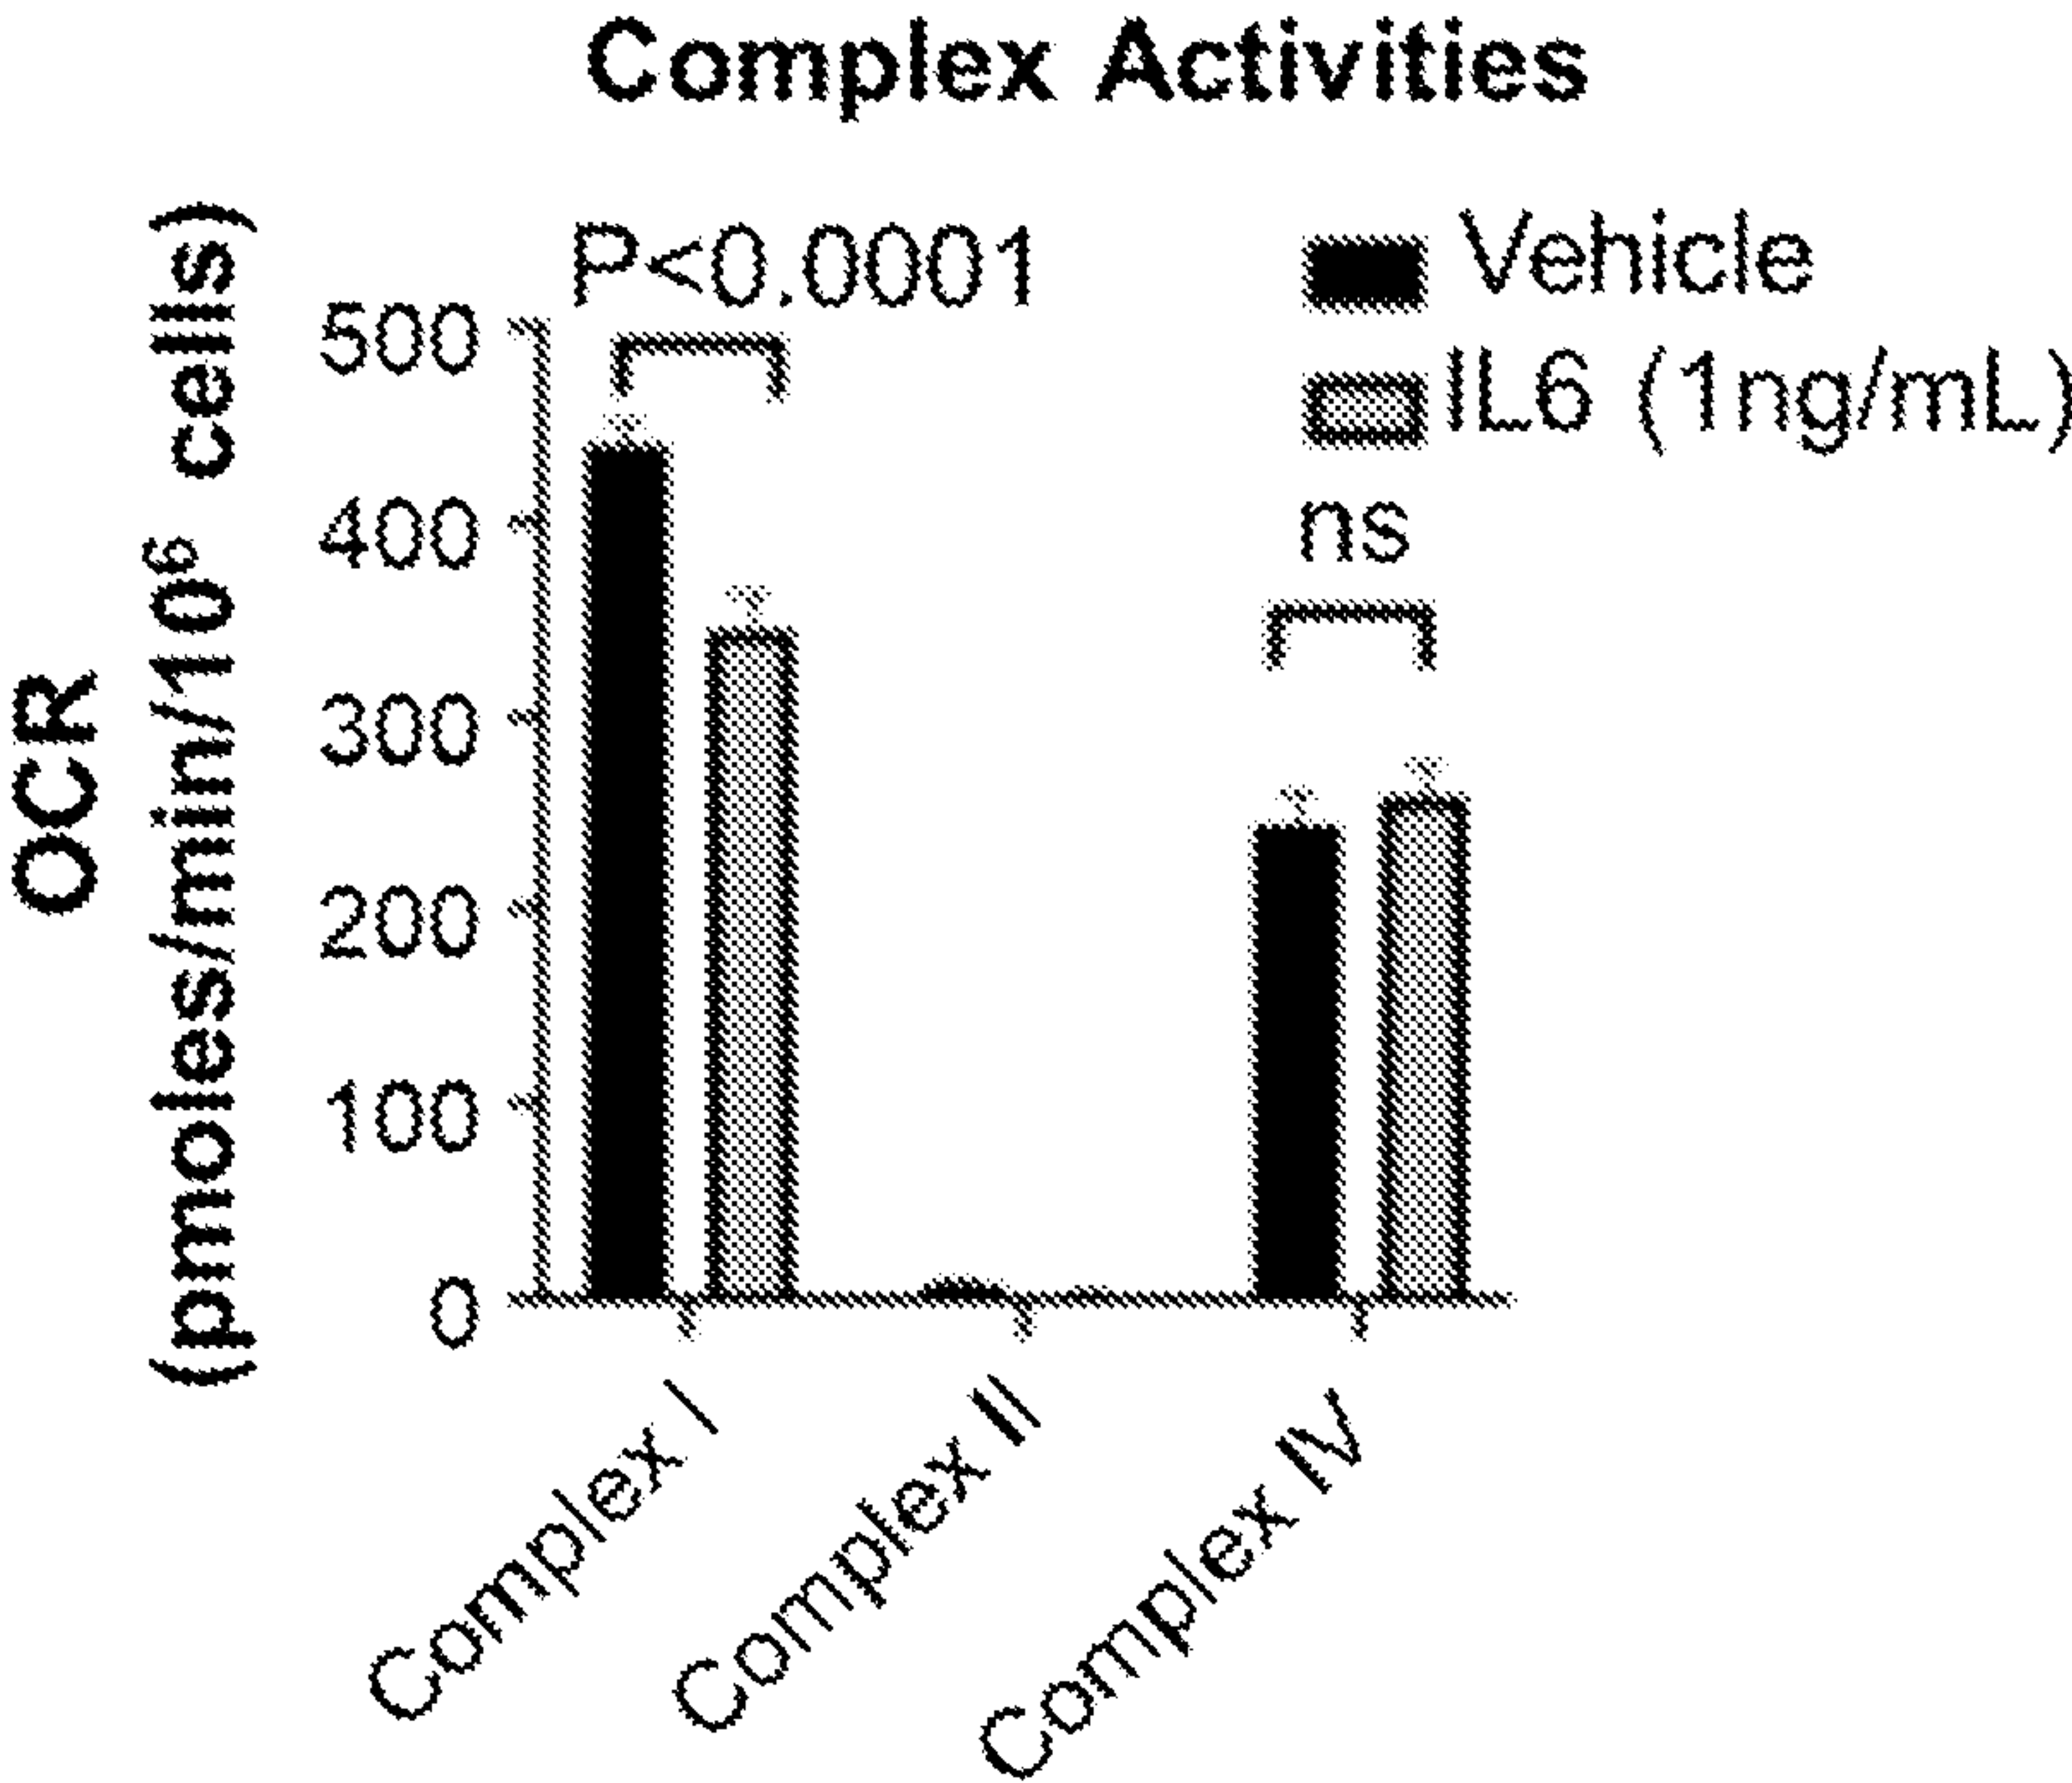 Complex Activities
P<0.0001
Vehicle
IL6 (1ng/mL)
ns
OCR
(pmoles/min/10⁶ cells)
500
400
300
200
100
0
Complex I
Complex II
Complex IV